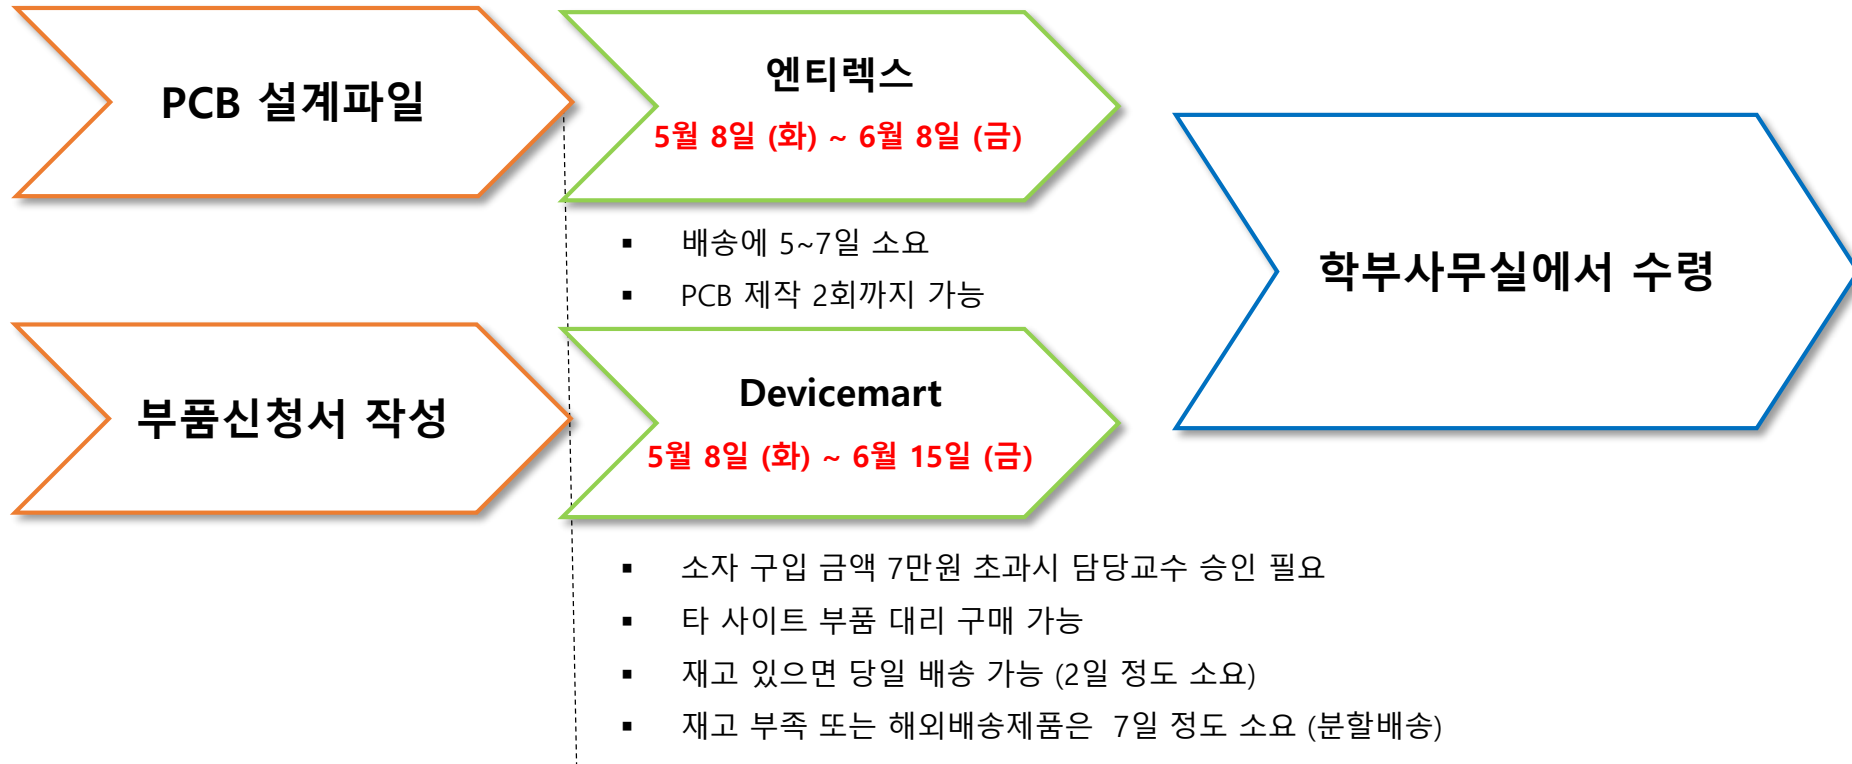 PCB 설계파일
엔티렉스
5월 8일 (화) ~ 6월 8일 (금)
▪ 배송에 5~7일 소요
▪ PCB 제작 2회까지 가능
학부사무실에서 수령
부품신청서 작성
Devicemart
5월 8일 (화) ~ 6월 15일 (금)
▪ 소자 구입 금액 7만원 초과시 담당교수 승인 필요
▪ 타 사이트 부품 대리 구매 가능
▪ 재고 있으면 당일 배송 가능 (2일 정도 소요)
▪ 재고 부족 또는 해외배송제품은 7일 정도 소요 (분할배송)